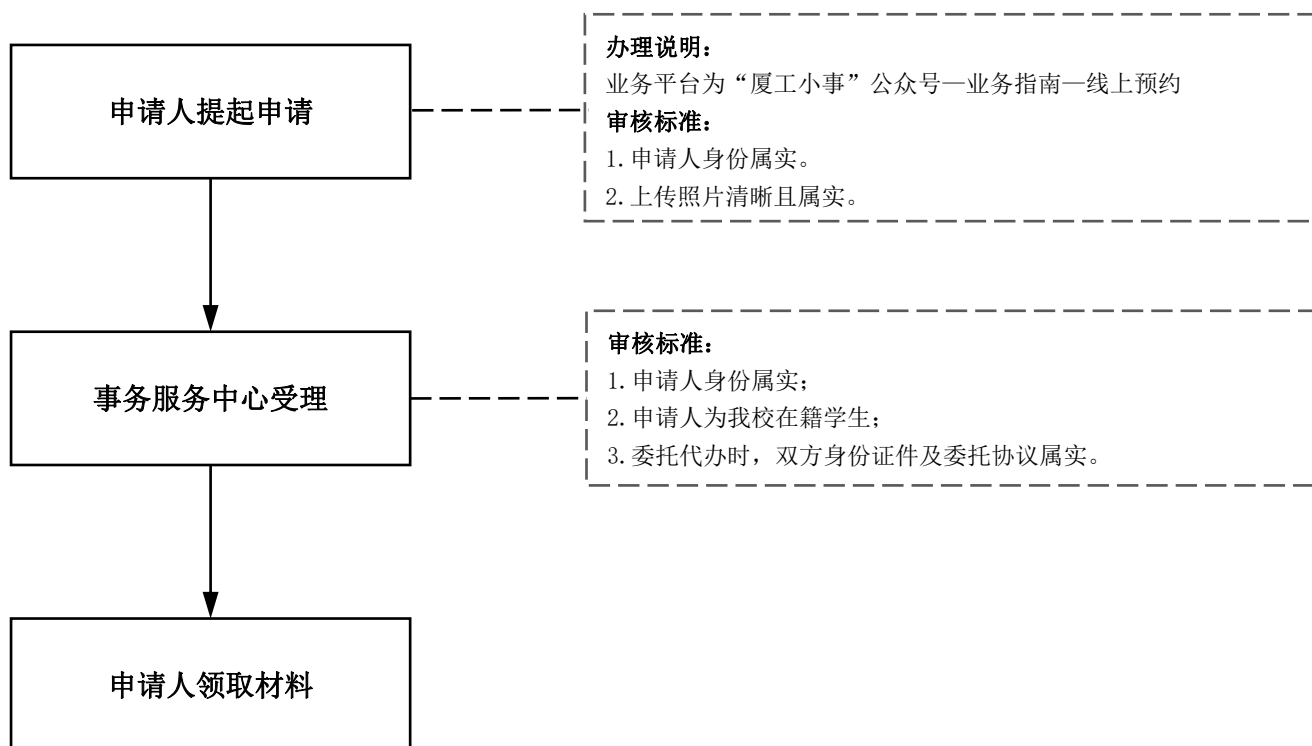 申请人提起申请
办理说明：
业务平台为“厦工小事”公众号—业务指南—线上预约
审核标准：
1.申请人身份属实。
2.上传照片清晰且属实。
事务服务中心受理
审核标准：
1.申请人身份属实；
2.申请人为我校在籍学生；
3.委托代办时，双方身份证件及委托协议属实。
申请人领取材料